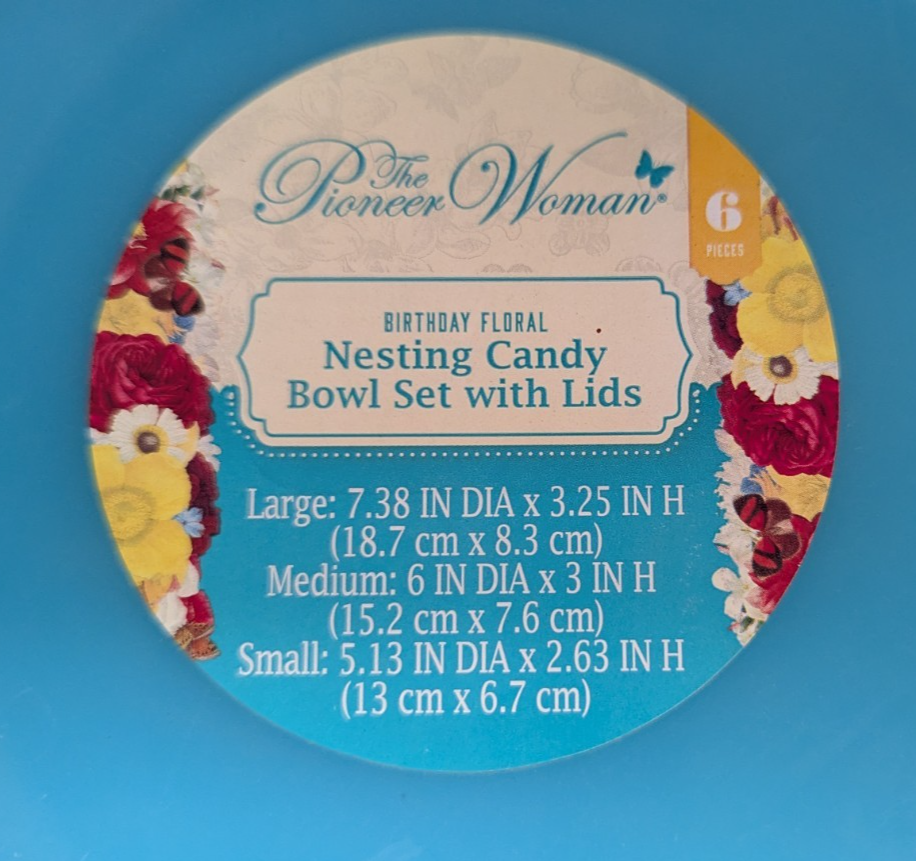 The
Pioneer Woman®
6
PIECES
BIRTHDAY FLORAL
Nesting Candy
Bowl Set with Lids
Large: 7.38 IN DIA x 3.25 IN H
(18.7 cm x 8.3 cm)
Medium: 6 IN DIA x 3 IN H
(15.2 cm x 7.6 cm)
Small: 5.13 IN DIA x 2.63 IN H
(13 cm x 6.7 cm)